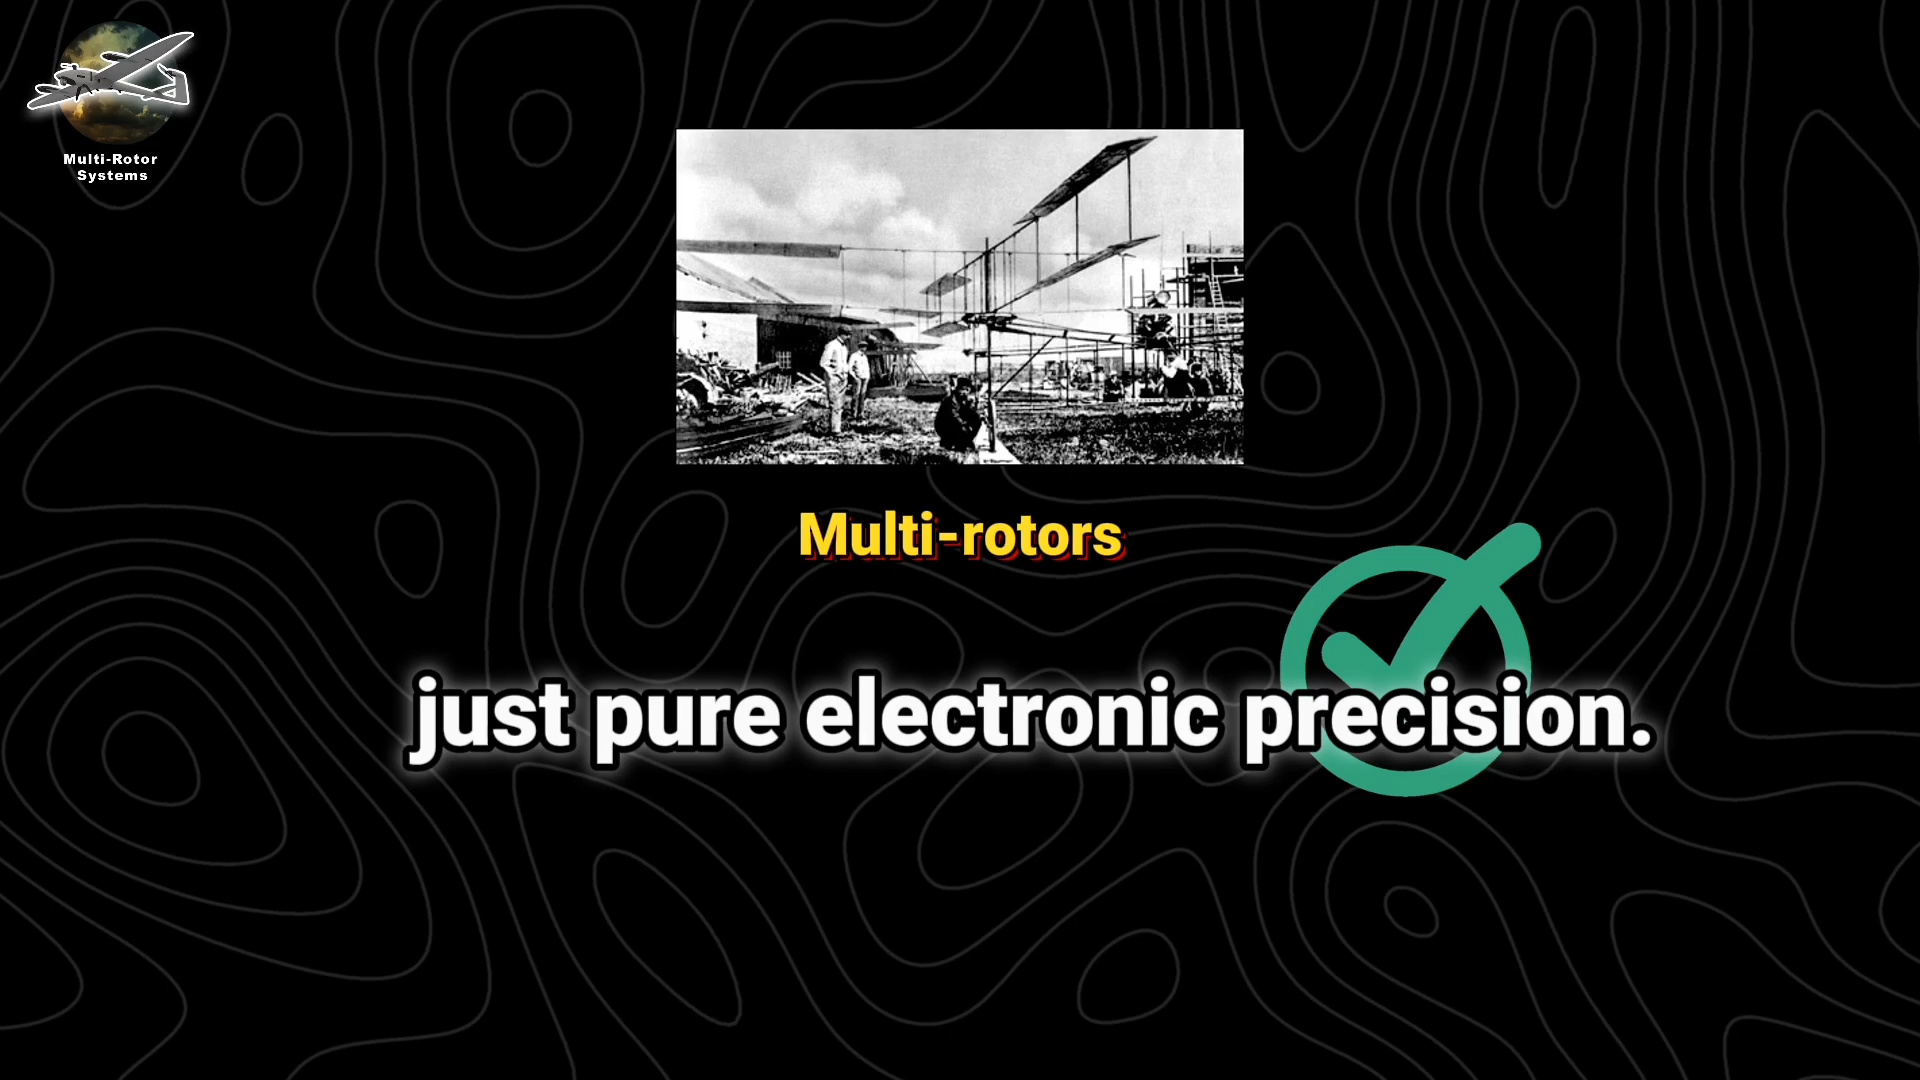 Multi-Rotor
Systems
Multi-rotors
just pure electronic precision.